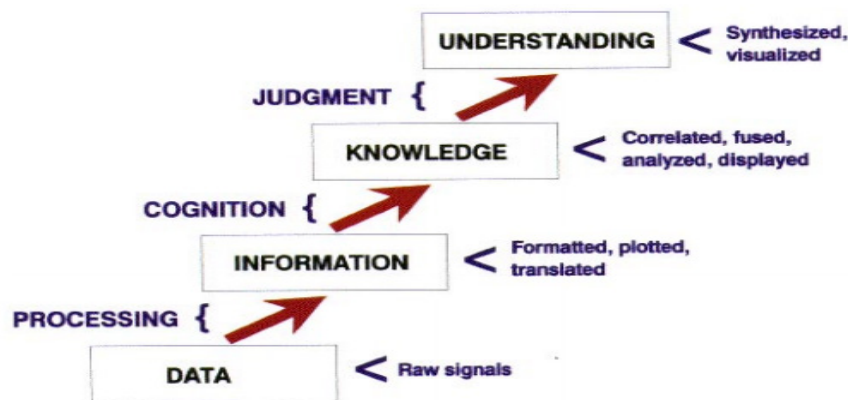 UNDERSTANDING
Synthesized,
visualized
JUDGMENT {
KNOWLEDGE
Correlated, fused,
analyzed, displayed
COGNITION {
INFORMATION
Formatted, plotted,
translated
PROCESSING {
DATA
Raw signals